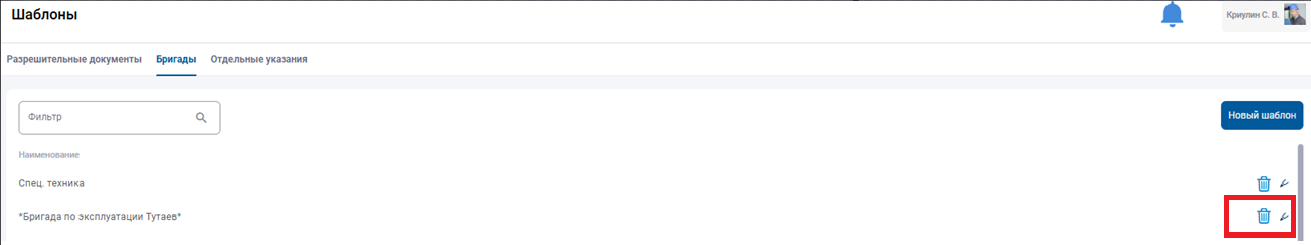 Шаблоны
Криулин С. В.
Разрешительные документы Бригады Отдельные указания
Фильтр
Новый шаблон
Наименование
Спец. техника
*Бригада по эксплуатации Тутаев*